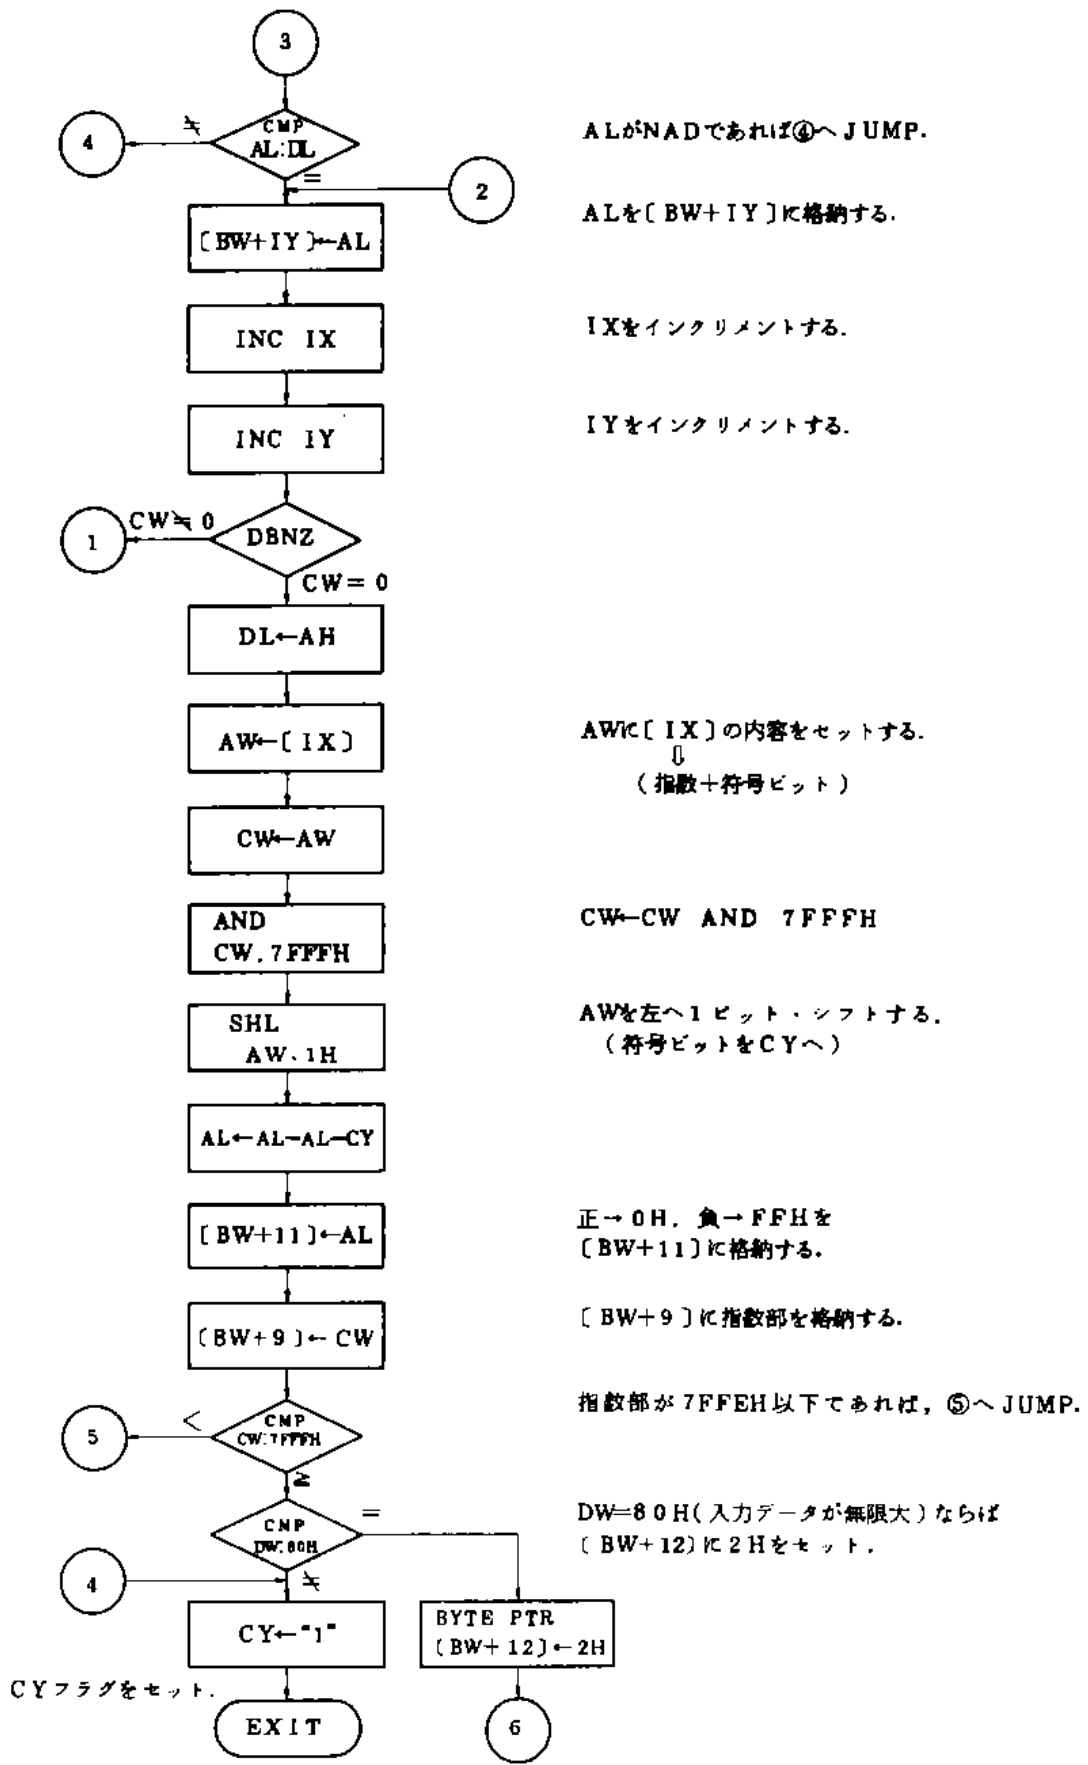 3
4
≒
CMP
AL:DL
ALがNADであれば④へJUMP.
=
2
〔BW+IY〕←AL
ALを〔BW+IY〕に格納する.
INC IX
IXをインクリメントする.
INC IY
IYをインクリメントする.
1
CW≒0
DBNZ
CW=0
DL←AH
AW←〔IX〕
AWに〔IX〕の内容をセットする.
⇩
(指数+符号ビット)
CW←AW
AND
CW.7FFFH
CW←CW AND 7FFFH
SHL
AW、1H
AWを左へ1ビット・シフトする.
(符号ビットをCYへ)
AL←AL−AL−CY
〔BW+11〕←AL
正→0H. 負→FFHを
〔BW+11〕に格納する.
〔BW+9〕←CW
〔BW+9〕に指数部を格納する.
5
<
CMP
CW:7FFFH
指数部が7FFEH以下であれば,⑤へJUMP.
≧
CMP
DW:80H
=
DW=80H(入力データが無限大)ならば
〔BW+12〕に2Hをセット.
4
≒
CY←"1"
BYTE PTR
〔BW+12〕←2H
CYフラグをセット.
EXIT
6